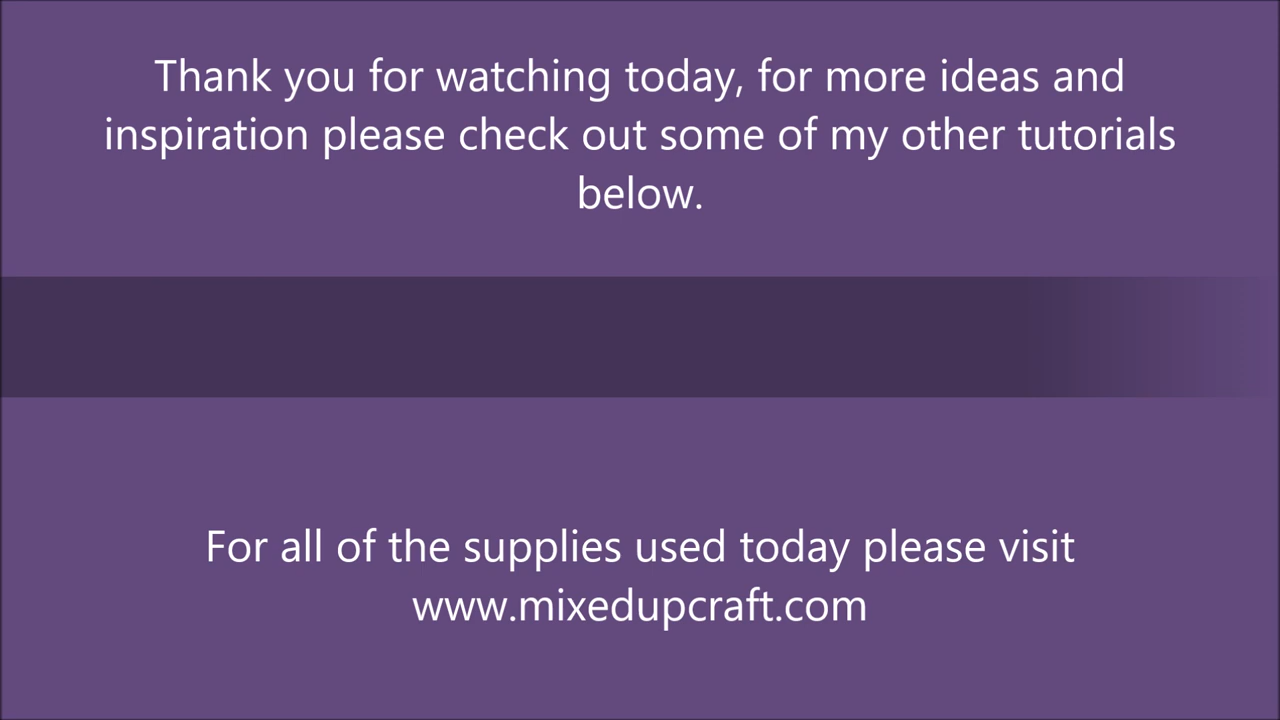 Thank you for watching today, for more ideas and
inspiration please check out some of my other tutorials
below.
For all of the supplies used today please visit
www.mixedupcraft.com